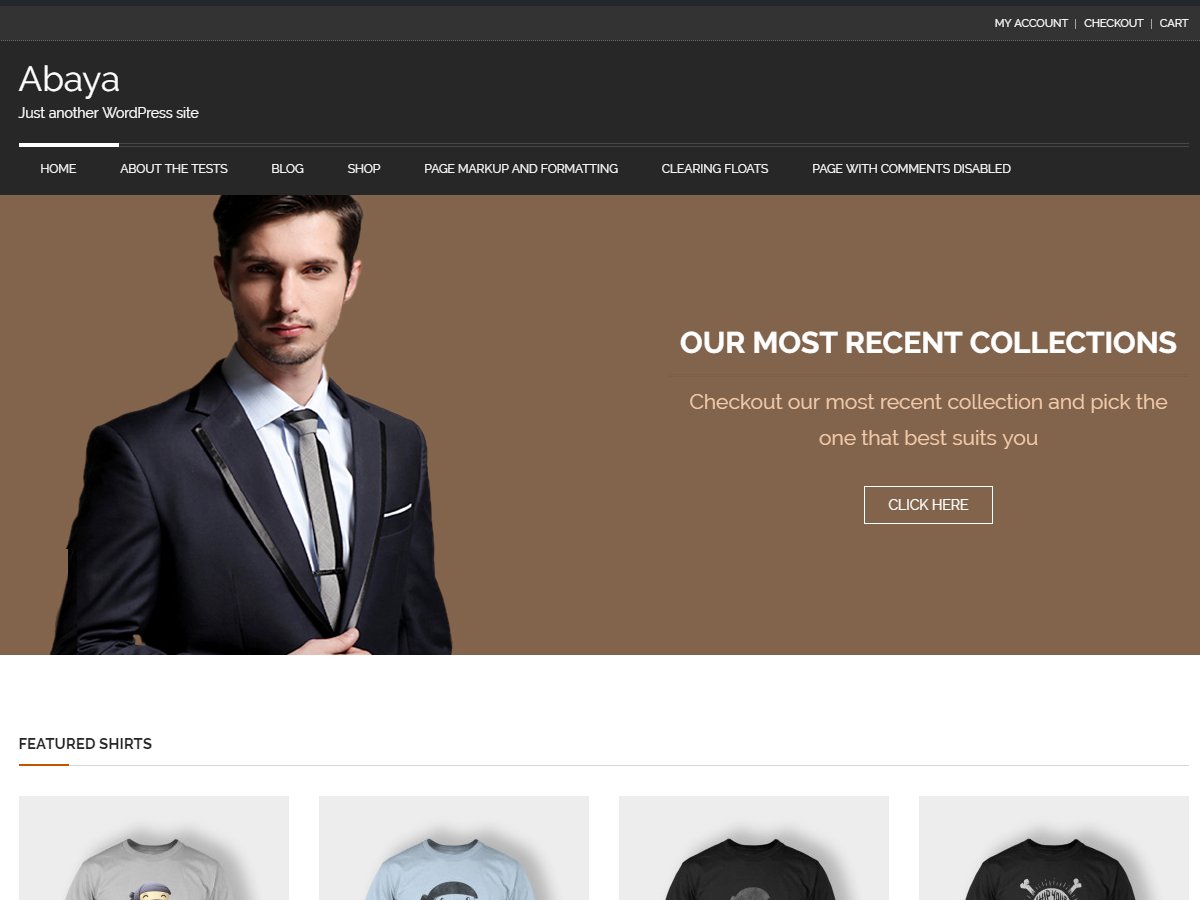 MY ACCOUNT | CHECKOUT | CART
Abaya
Just another WordPress site
HOME ABOUT THE TESTS BLOG SHOP PAGE MARKUP AND FORMATTING CLEARING FLOATS PAGE WITH COMMENTS DISABLED
OUR MOST RECENT COLLECTIONS
Checkout our most recent collection and pick the
one that best suits you
CLICK HERE
FEATURED SHIRTS